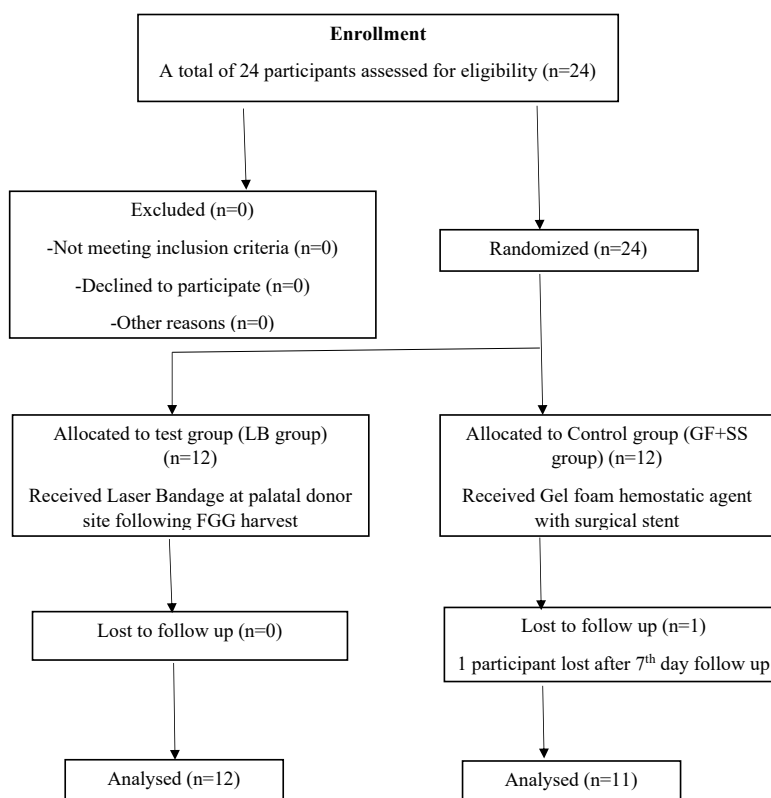 Enrollment
A total of 24 participants assessed for eligibility (n=24)
Excluded (n=0)
-Not meeting inclusion criteria (n=0)
-Declined to participate (n=0)
-Other reasons (n=0)
Randomized (n=24)
Allocated to test group (LB group)
(n=12)
Received Laser Bandage at palatal donor
site following FGG harvest
Allocated to Control group (GF+SS
group) (n=12)
Received Gel foam hemostatic agent
with surgical stent
Lost to follow up (n=0)
Lost to follow up (n=1)
1 participant lost after 7th day follow up
Analysed (n=12)
Analysed (n=11)